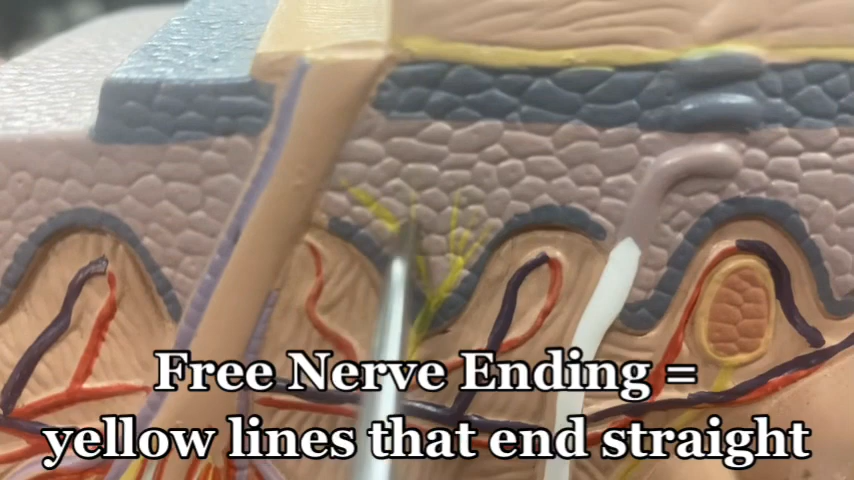 Free Nerve Ending =
yellow lines that end straight